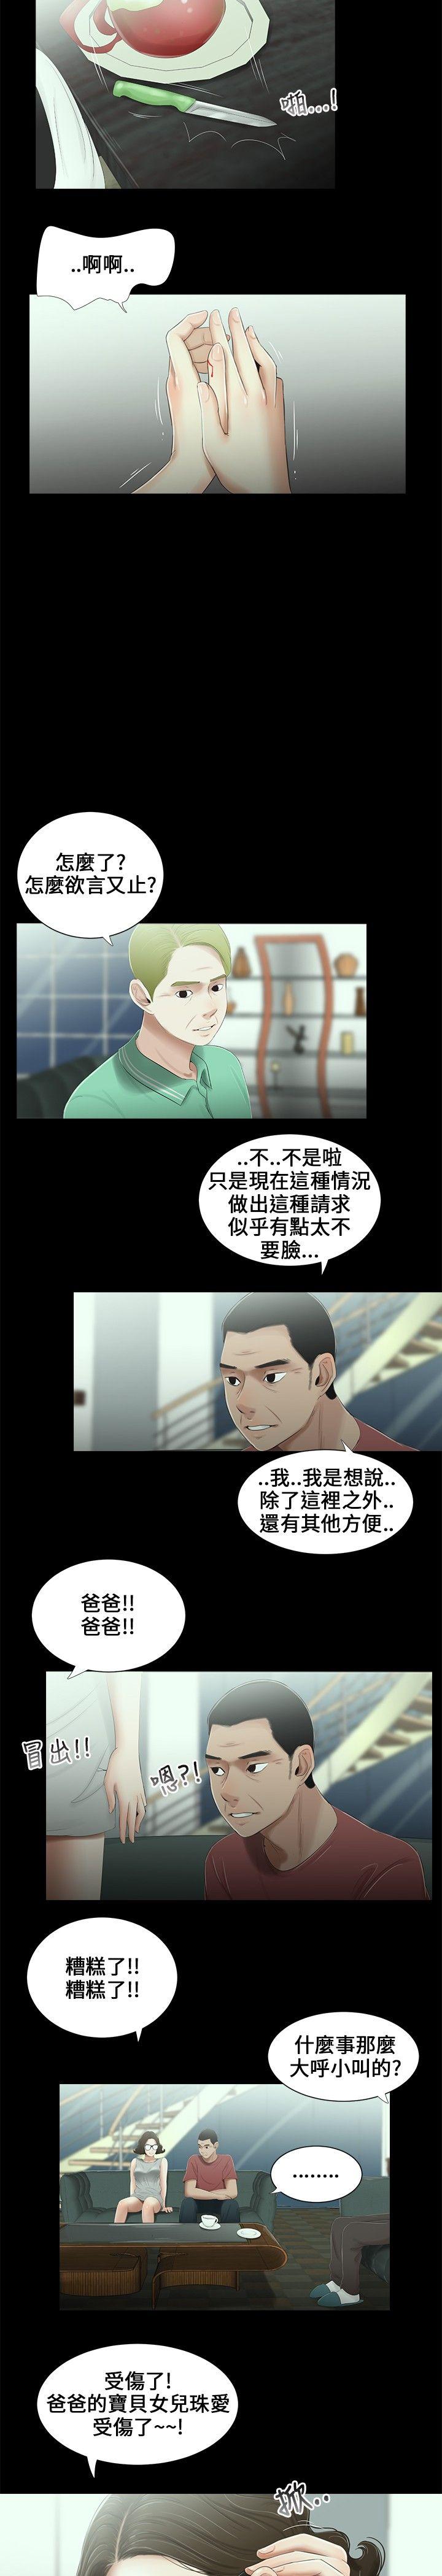 啪...!
..啊啊..
怎麼了?
怎麼欲言又止?
..不..不是啦
只是現在這種情況
做出這種請求
似乎有點太不
要臉...
..我..我是想說..
除了這裡之外..
還有其他方便..
爸爸!!
爸爸!!
冒出!!
嗯?!
糟糕了!!
糟糕了!!
什麼事那麼
大呼小叫的?
........
受傷了!
爸爸的寶貝女兒珠愛
受傷了~~!
掀..